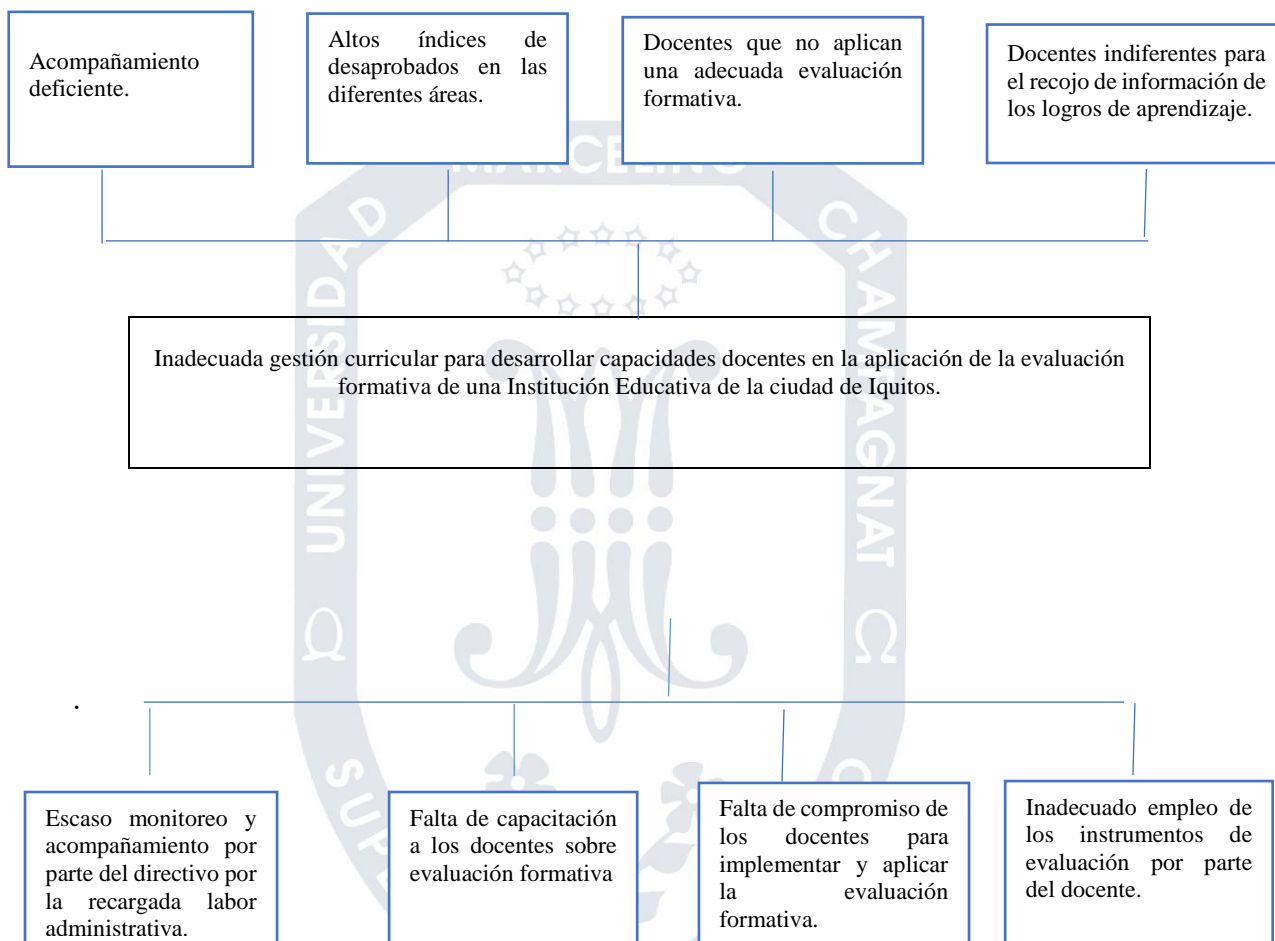 Acompañamiento
deficiente.
Altos índices de
desaprobados en las
diferentes áreas.
Docentes que no aplican
una adecuada evaluación
formativa.
Docentes indiferentes para
el recojo de información de
los logros de aprendizaje.
UNIVERSIDAD MARCELINO CHAMPAGNAT
Inadecuada gestión curricular para desarrollar capacidades docentes en la aplicación de la evaluación
formativa de una Institución Educativa de la ciudad de Iquitos.
Ω Ω
.
Escaso monitoreo y
acompañamiento por
parte del directivo por
la recargada labor
administrativa.
Falta de capacitación
a los docentes sobre
evaluación formativa
Falta de compromiso de
los docentes para
implementar y aplicar
la evaluación
formativa.
Inadecuado empleo de
los instrumentos de
evaluación por parte
del docente.